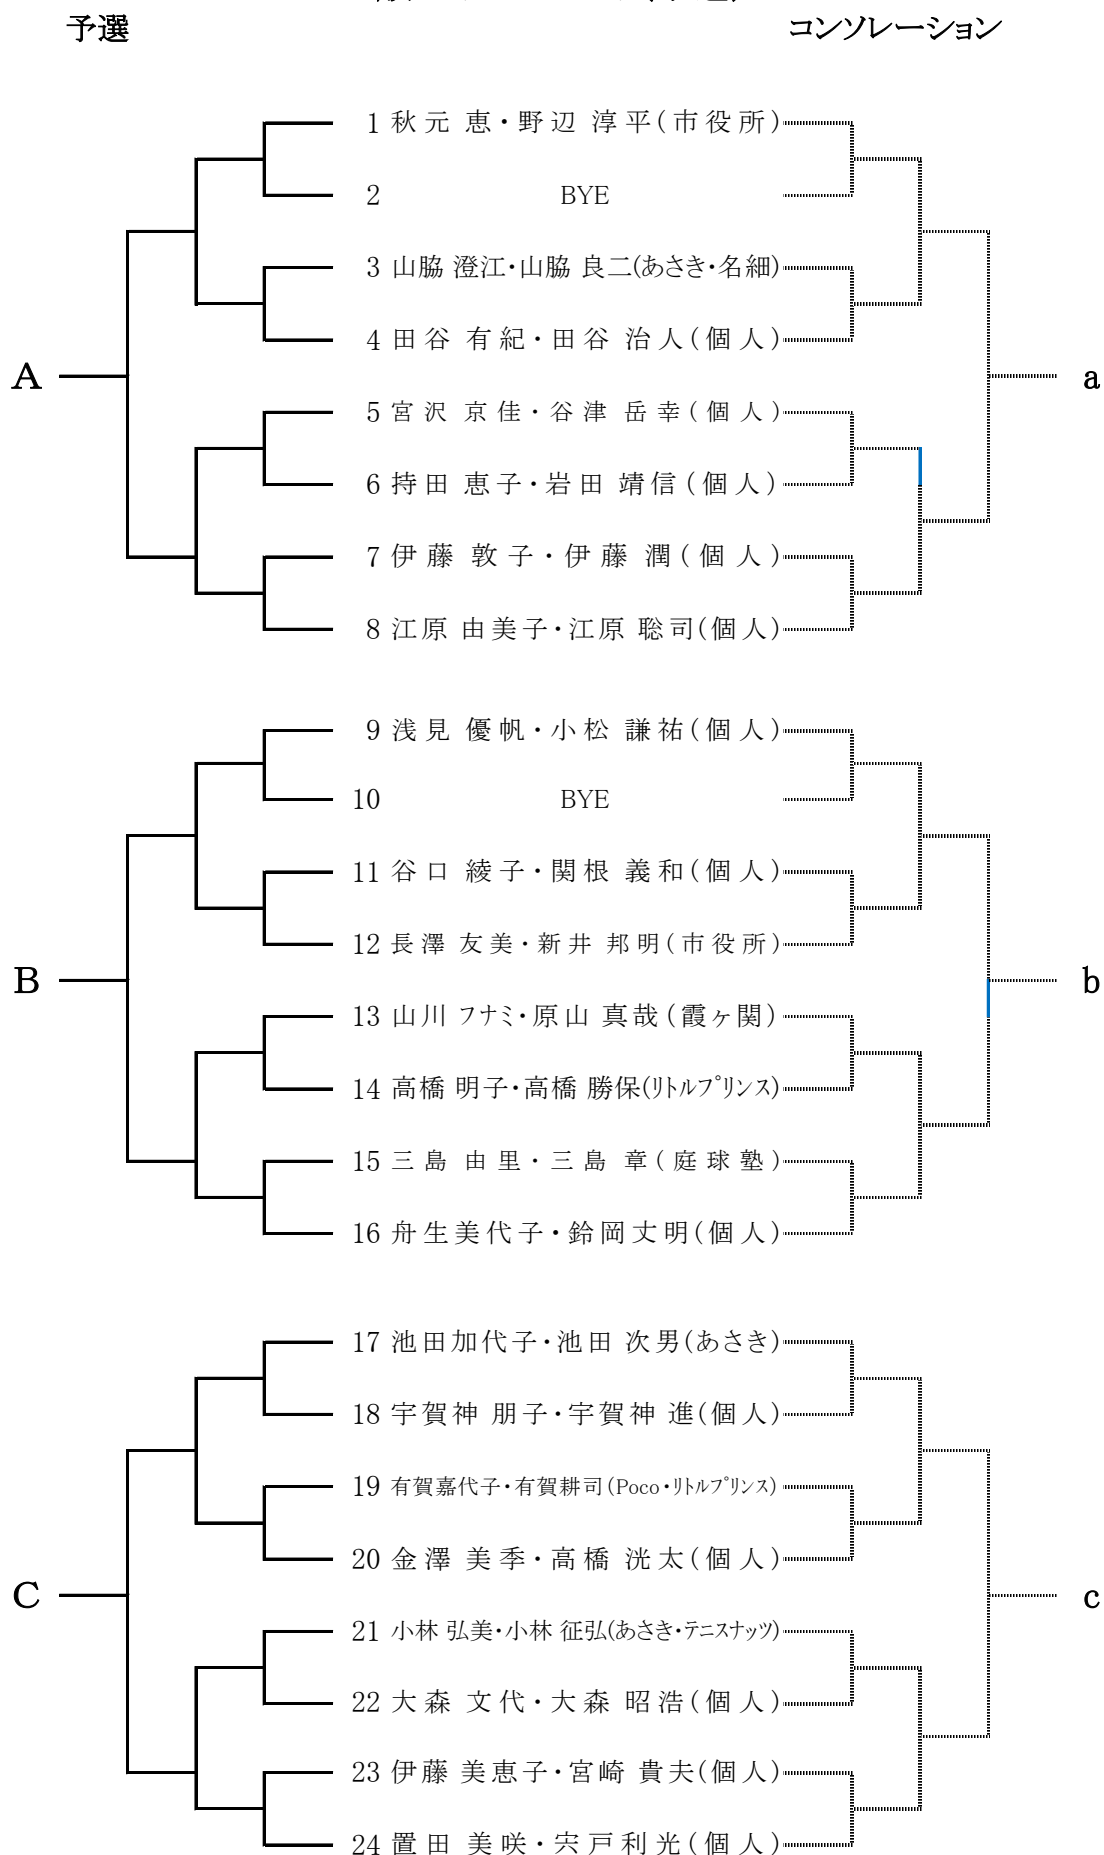 予選 コンソレーション
1 秋元 恵・野辺 淳平(市役所)
2 BYE
3 山脇 澄江・山脇 良二(あさき・名細)
4 田谷 有紀・田谷 治人(個人)
A a
5 宮沢 京佳・谷津 岳幸(個人)
6 持田 恵子・岩田 靖信(個人)
7 伊藤 敦子・伊藤 潤(個人)
8 江原 由美子・江原 聡司(個人)
9 浅見 優帆・小松 謙祐(個人)
10 BYE
11 谷口 綾子・関根 義和(個人)
12 長澤 友美・新井 邦明(市役所)
B b
13 山川 フナミ・原山 真哉(霞ヶ関)
14 高橋 明子・高橋 勝保(リトルプリンス)
15 三島 由里・三島 章(庭球塾)
16 舟生美代子・鈴岡丈明(個人)
17 池田加代子・池田 次男(あさき)
18 宇賀神 朋子・宇賀神 進(個人)
19 有賀嘉代子・有賀耕司(Poco・リトルプリンス)
20 金澤 美季・高橋 洸太(個人)
C c
21 小林 弘美・小林 征弘(あさき・テニスナッツ)
22 大森 文代・大森 昭浩(個人)
23 伊藤 美恵子・宮崎 貴夫(個人)
24 置田 美咲・宍戸利光(個人)